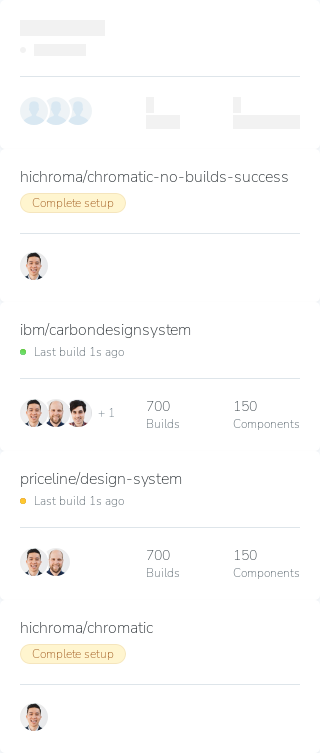 hichroma/chromatic-no-builds-success
Complete setup
ibm/carbondesignsystem
Last build 1s ago
+ 1
700
150
Builds
Components
priceline/design-system
Last build 1s ago
700
150
Builds
Components
hichroma/chromatic
Complete setup